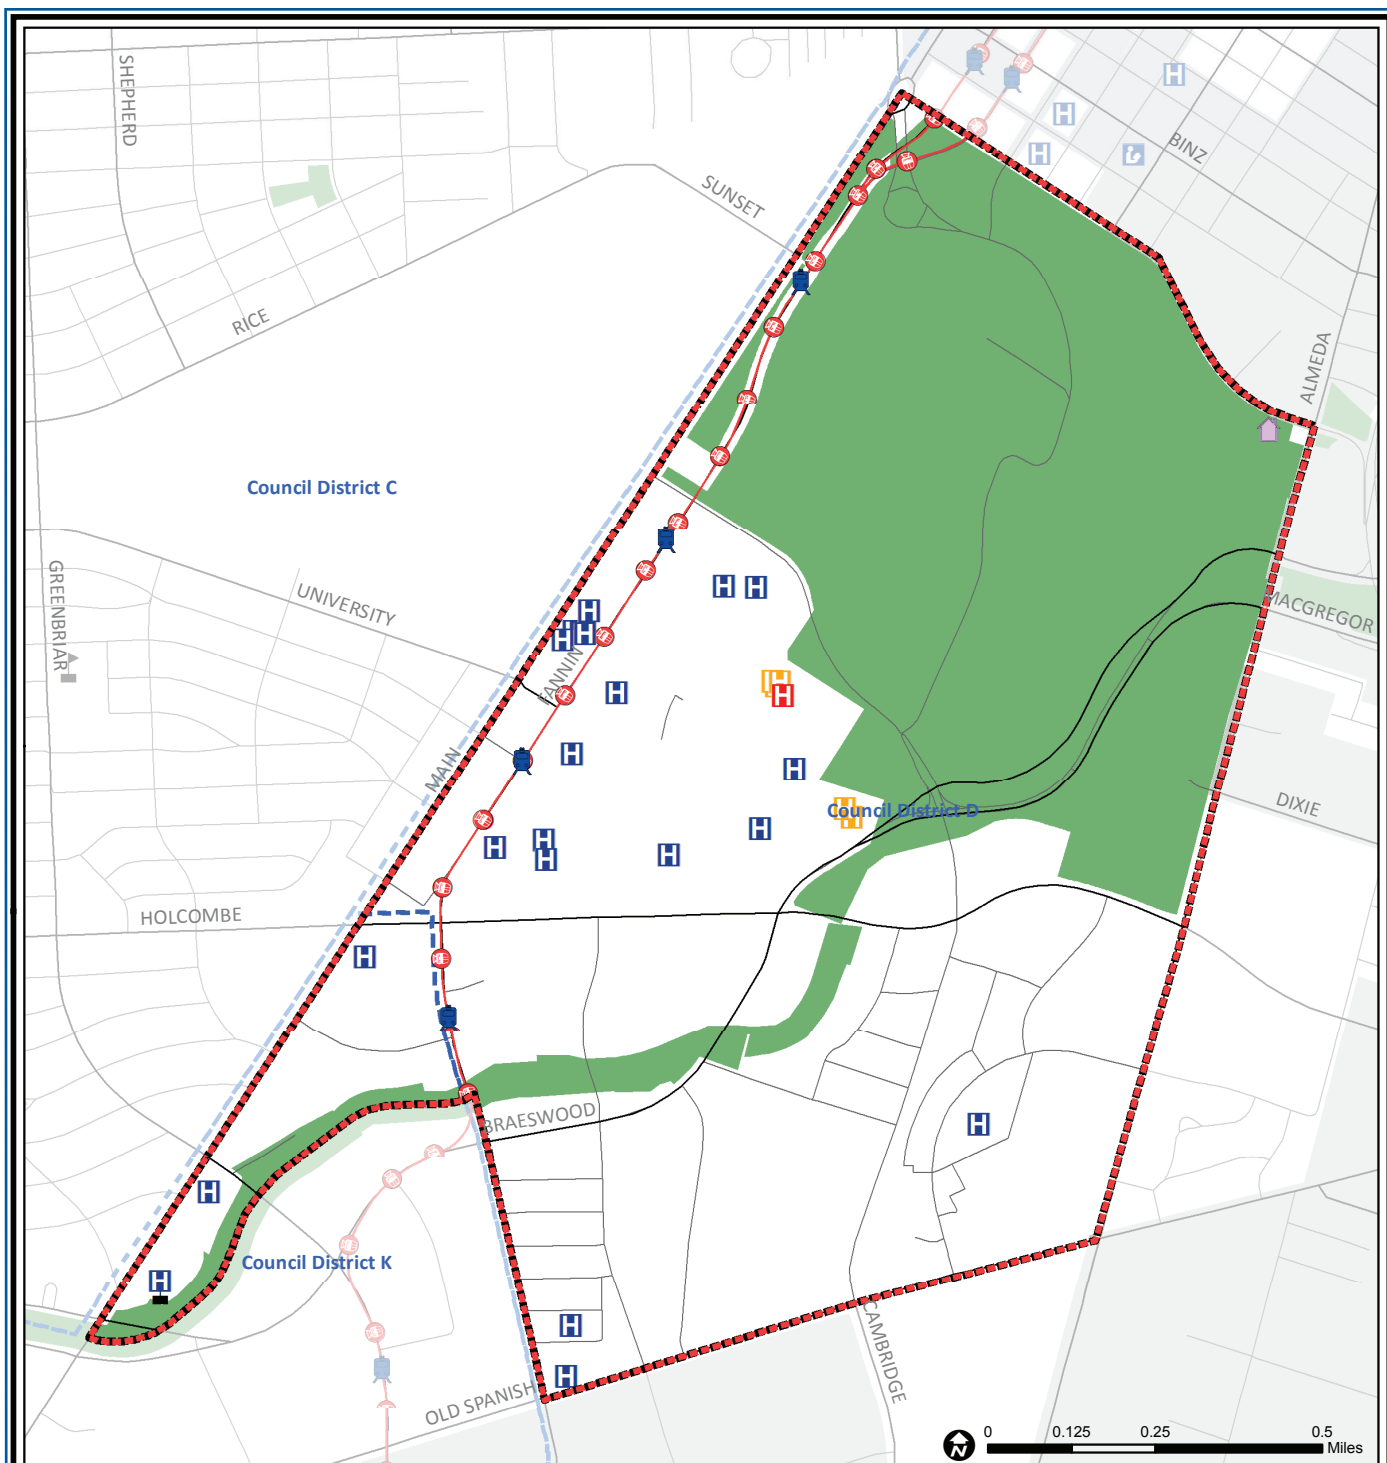 SHEPHERD
BINZ
SUNSET
RICE
ALMEDA
Council District C
GREENBRIAR
UNIVERSITY
MACGREGOR
FANNIN
MAIN
Council District D
DIXIE
HOLCOMBE
BRAESWOOD
Council District K
CAMBRIDGE
OLD SPANISH
N
0 0.125 0.25 0.5
Miles